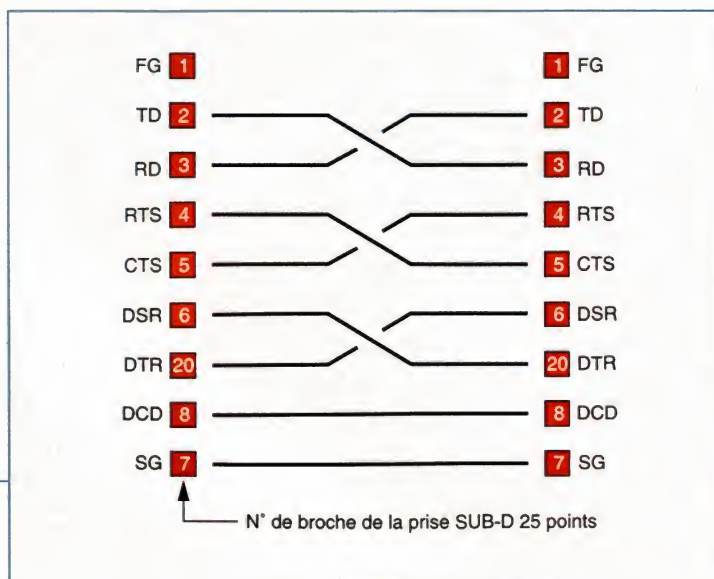 FG 1 1 FG
TD 2 2 TD
RD 3 3 RD
RTS 4 4 RTS
CTS 5 5 CTS
DSR 6 6 DSR
DTR 20 20 DTR
DCD 8 8 DCD
SG 7 7 SG
N° de broche de la prise SUB-D 25 points